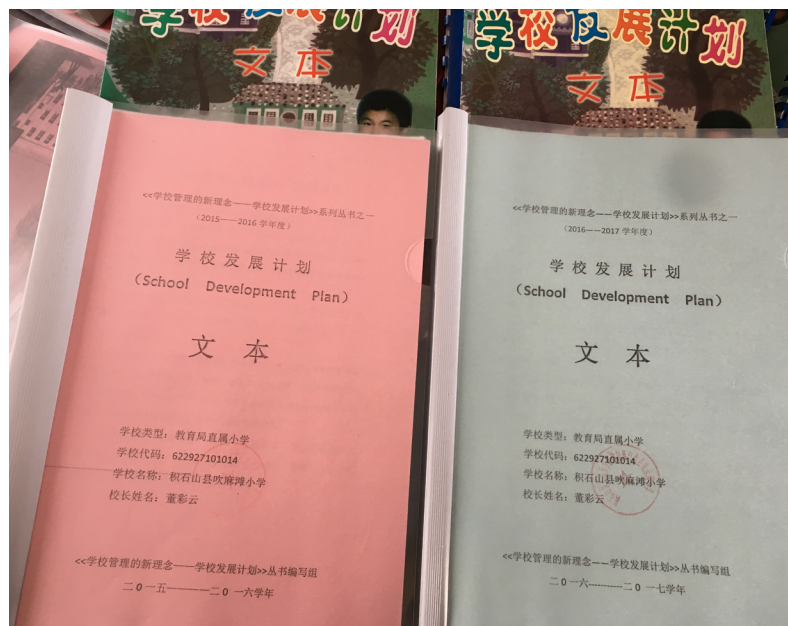 学校发展计划
文本
学校发展计划
文本
<<学校管理的新理念——学校发展计划>>系列丛书之一
（2015——2016 学年度）
学校发展计划
（School Development Plan）
文 本
学校类型：教育局直属小学
学校代码：622927101014
学校名称：积石山县吹麻滩小学
校长姓名：董彩云
<<学校管理的新理念——学校发展计划>>丛书编写组
二0一五----------二0 一六学年
<<学校管理的新理念——学校发展计划>>系列丛书之一
（2016——2017 学年度）
学校发展计划
（School Development Plan）
文 本
学校类型：教育局直属小学
学校代码：622927101014
学校名称：积石山县吹麻滩小学
校长姓名：董彩云
<<学校管理的新理念——学校发展计划>>丛书编写组
二0一六----------二0 一七学年